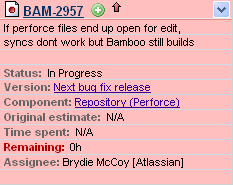 BAM-2957
If perforce files end up open for edit,
syncs dont work but Bamboo still builds
Status: In Progress
Version: Next bug fix release
Component: Repository (Perforce)
Original estimate: N/A
Time spent: N/A
Remaining: 0h
Assignee: Brydie McCoy [Atlassian]